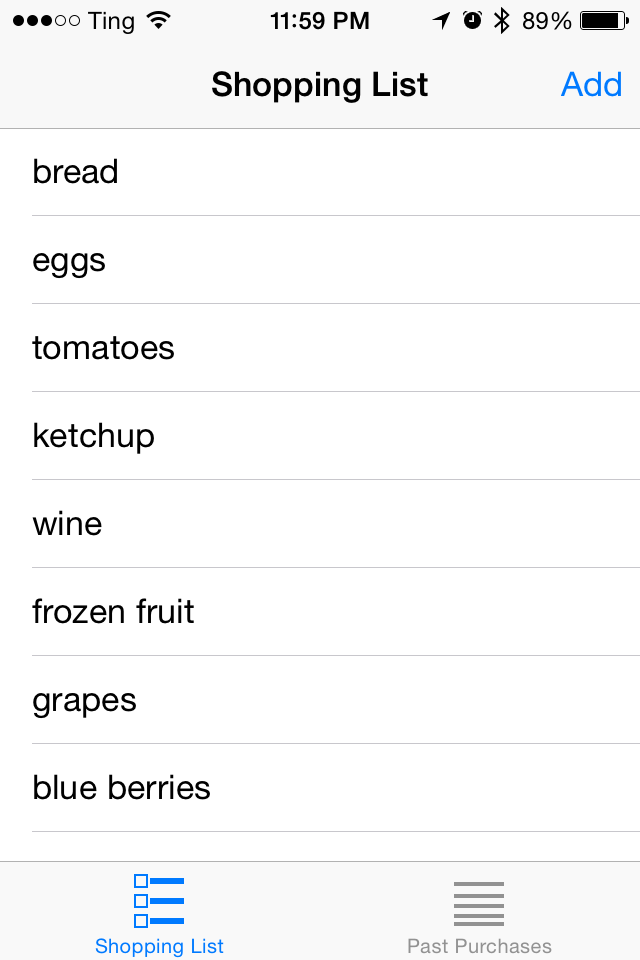 Ting 11:59 PM 89%
Shopping List Add
bread
eggs
tomatoes
ketchup
wine
frozen fruit
grapes
blue berries
Shopping List Past Purchases